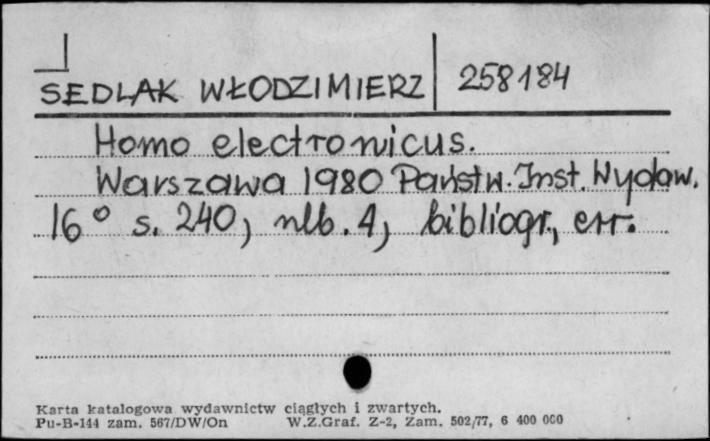 SEDLAK WŁODZIMIERZ 258184
Homo electronicus.
Warszawa 1980 Państw. Inst. Wydaw.
16° s. 240, nlb. 4, bibliogr., err.
Karta katalogowa wydawnictw ciągłych i zwartych.
Pu-B-144 zam. 567/DW/On W.Z.Graf. Z-2, Zam. 502/77, 6 400 000